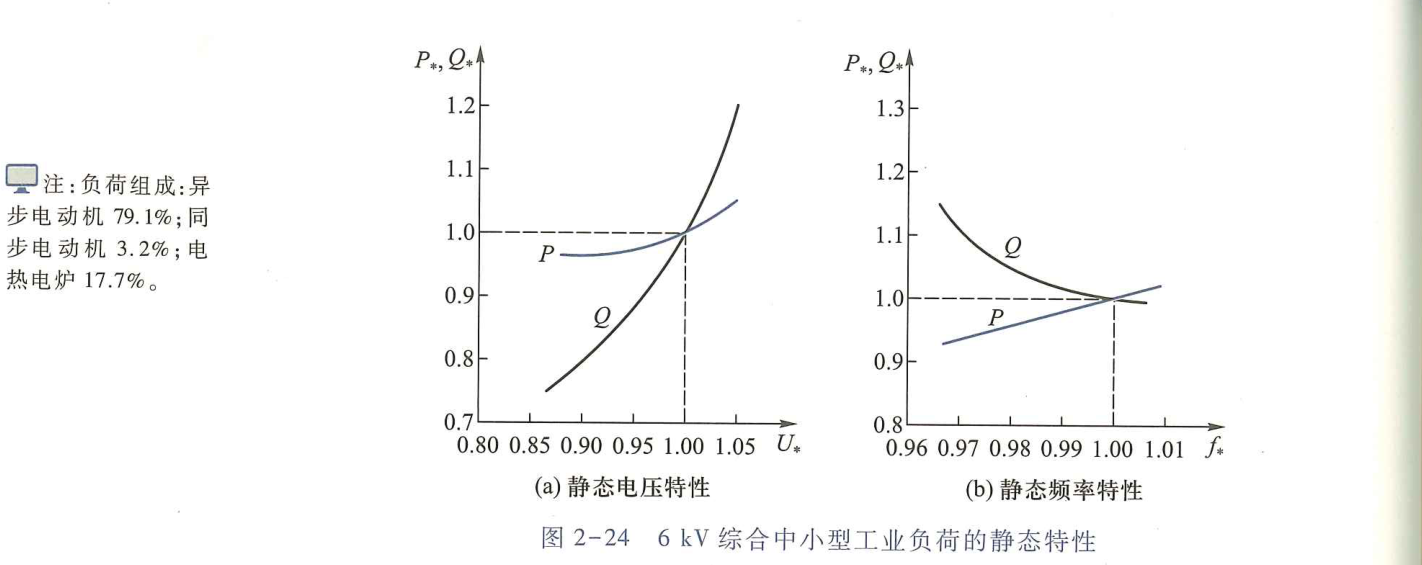 注:负荷组成:异
步电动机 79.1%;同
步电动机 3.2%;电
热电炉 17.7%。
P*, Q*
1.2
1.1
1.0
0.9
0.8
0.7
P
Q
0.80 0.85 0.90 0.95 1.00 1.05 U*
(a) 静态电压特性
P*, Q*
1.3
1.2
1.1
1.0
0.9
0.8
Q
P
0.96 0.97 0.98 0.99 1.00 1.01 f*
(b) 静态频率特性
图 2-24 6 kV 综合中小型工业负荷的静态特性